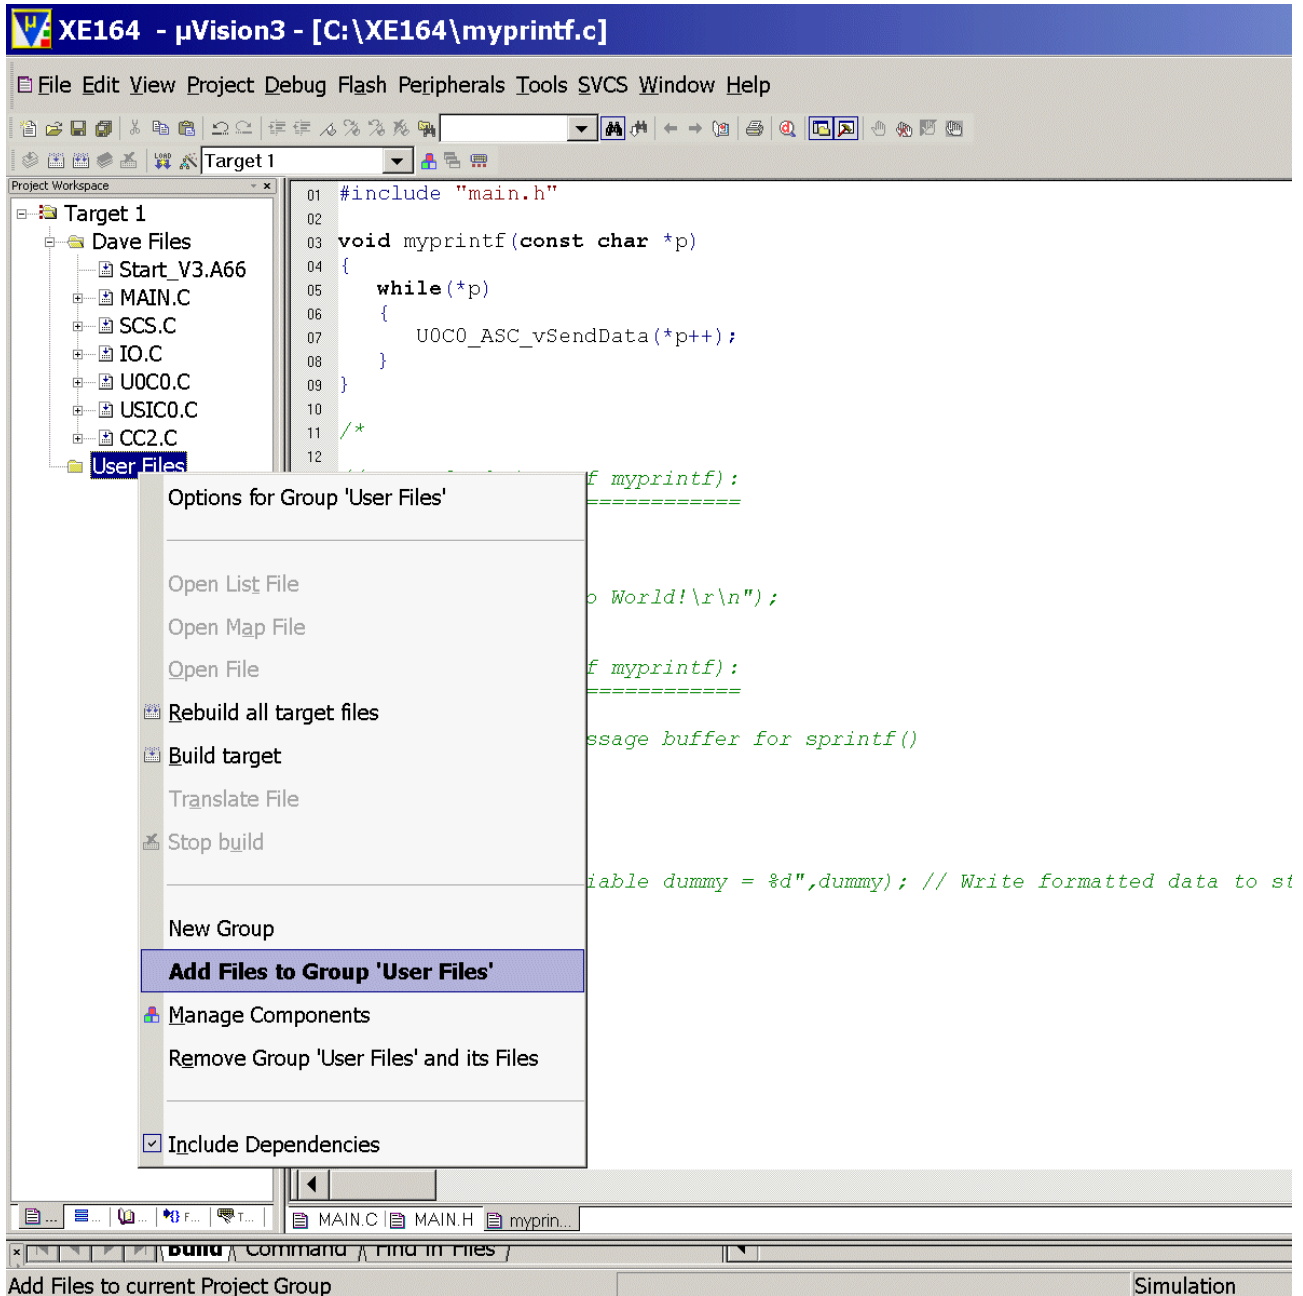 XE164 - µVision3 - [C:\XE164\myprintf.c]
File Edit View Project Debug Flash Peripherals Tools SVCS Window Help
LOAD Target 1
Project Workspace
Target 1
Dave Files
Start_V3.A66
MAIN.C
SCS.C
IO.C
U0C0.C
USIC0.C
CC2.C
User Files
01 #include "main.h"
02
03 void myprintf(const char *p)
04 {
05 while(*p)
06 {
07 U0C0_ASC_vSendData(*p++);
08 }
09 }
10
11 /*
12
f myprintf):
=============
o World!\r\n");
f myprintf):
=============
ssage buffer for sprintf()
iable dummy = %d",dummy); // Write formatted data to st
Options for Group 'User Files'
Open List File
Open Map File
Open File
Rebuild all target files
Build target
Translate File
Stop build
New Group
Add Files to Group 'User Files'
Manage Components
Remove Group 'User Files' and its Files
Include Dependencies
... ... ... F... T...
MAIN.C MAIN.H myprin...
Build Command Find in Files
Add Files to current Project Group
Simulation